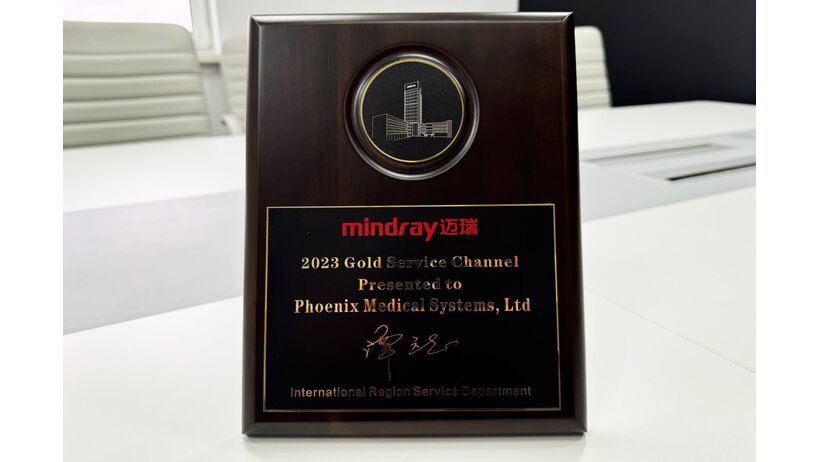 mindray迈瑞
2023 Gold Service Channel
Presented to
Phoenix Medical Systems, Ltd
International Region Service Department